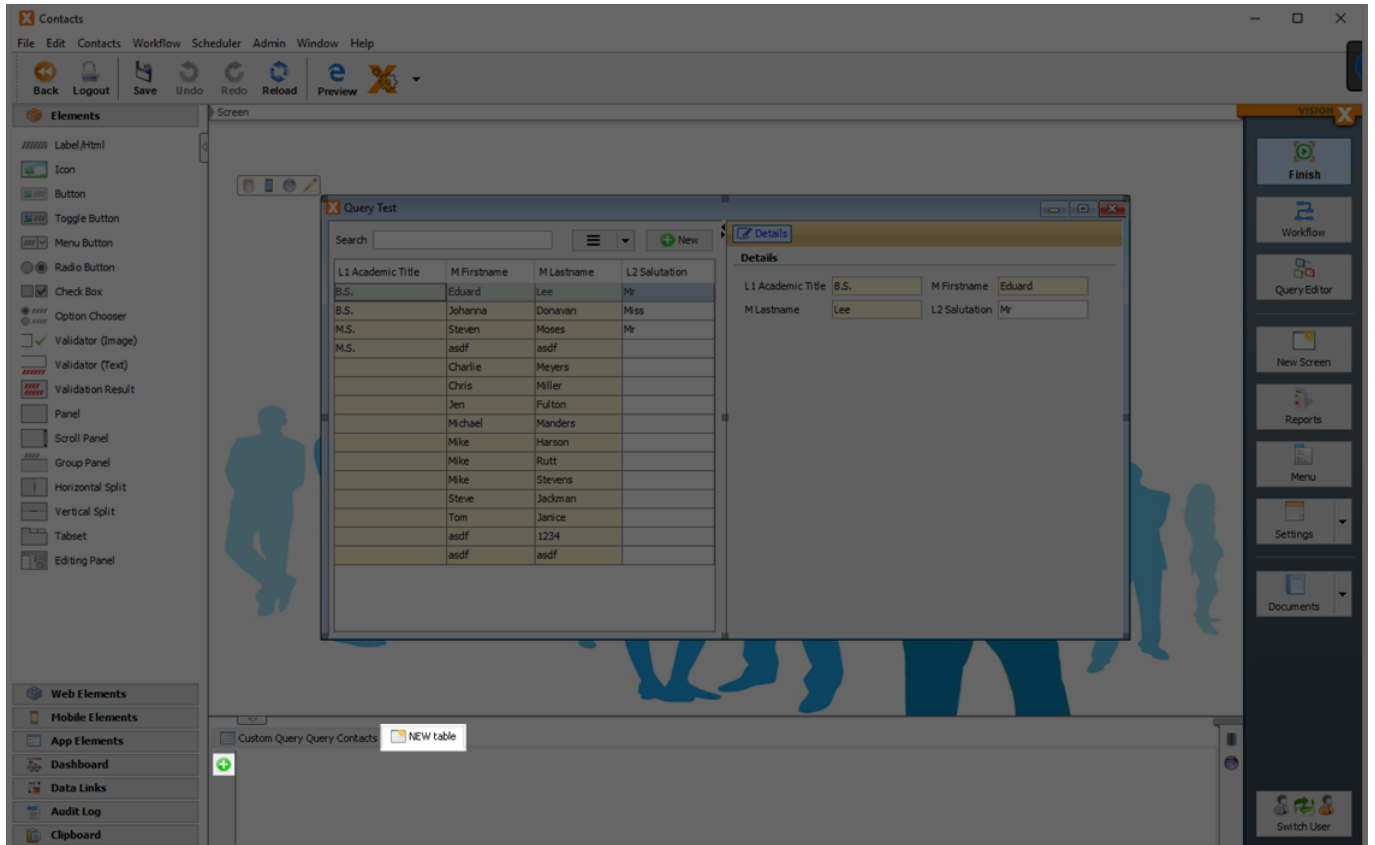 Contacts
File Edit Contacts Workflow Scheduler Admin Window Help
Back Logout Save Undo Redo Reload Preview
Elements
Screen
VISION X
Label/Html
Icon
Button
Toggle Button
Menu Button
Radio Button
Check Box
Option Chooser
Validator (Image)
Validator (Text)
Validation Result
Panel
Scroll Panel
Group Panel
Horizontal Split
Vertical Split
Tabset
Editing Panel
Web Elements
Mobile Elements
App Elements
Dashboard
Data Links
Audit Log
Clipboard
Query Test
Search New
L1 Academic Title M Firstname M Lastname L2 Salutation
B.S. Eduard Lee Mr
B.S. Johanna Donavan Miss
M.S. Steven Moses Mr
M.S. asdf asdf
Charlie Meyers
Chris Miller
Jen Fulton
Michael Manders
Mike Harson
Mike Rutt
Mike Stevens
Steve Jackman
Tom Janice
asdf 1234
asdf asdf
Details
Details
L1 Academic Title B.S. M Firstname Eduard
M Lastname Lee L2 Salutation Mr
Custom Query Query Contacts NEW table
Finish
Workflow
Query Editor
New Screen
Reports
Menu
Settings
Documents
Switch User